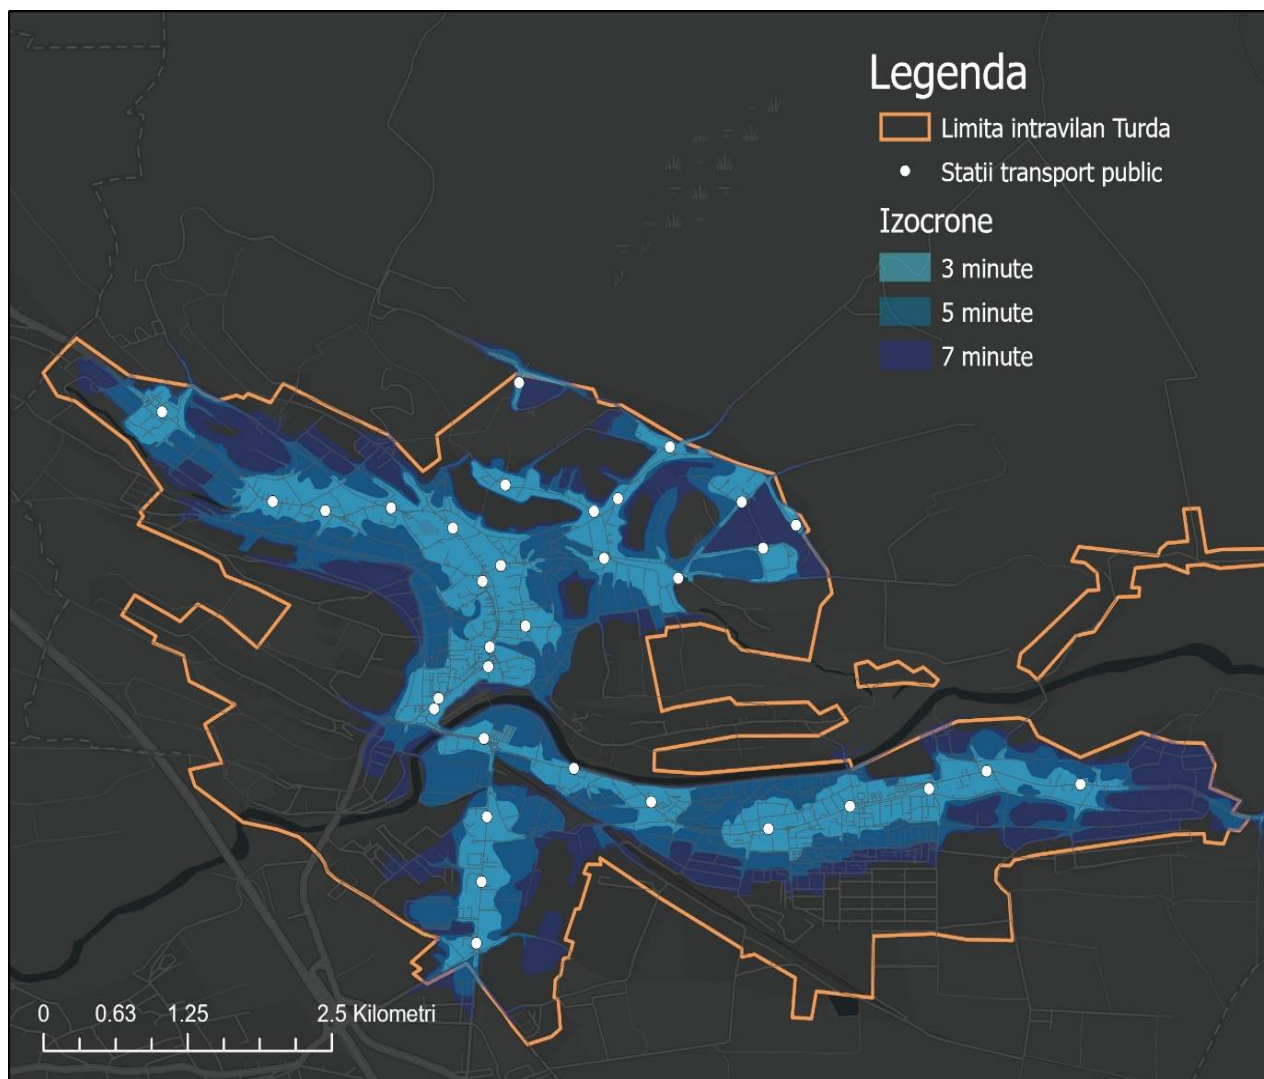 Legenda
Limita intravilan Turda
Statii transport public
Izocrone
3 minute
5 minute
7 minute
0 0.63 1.25 2.5 Kilometri